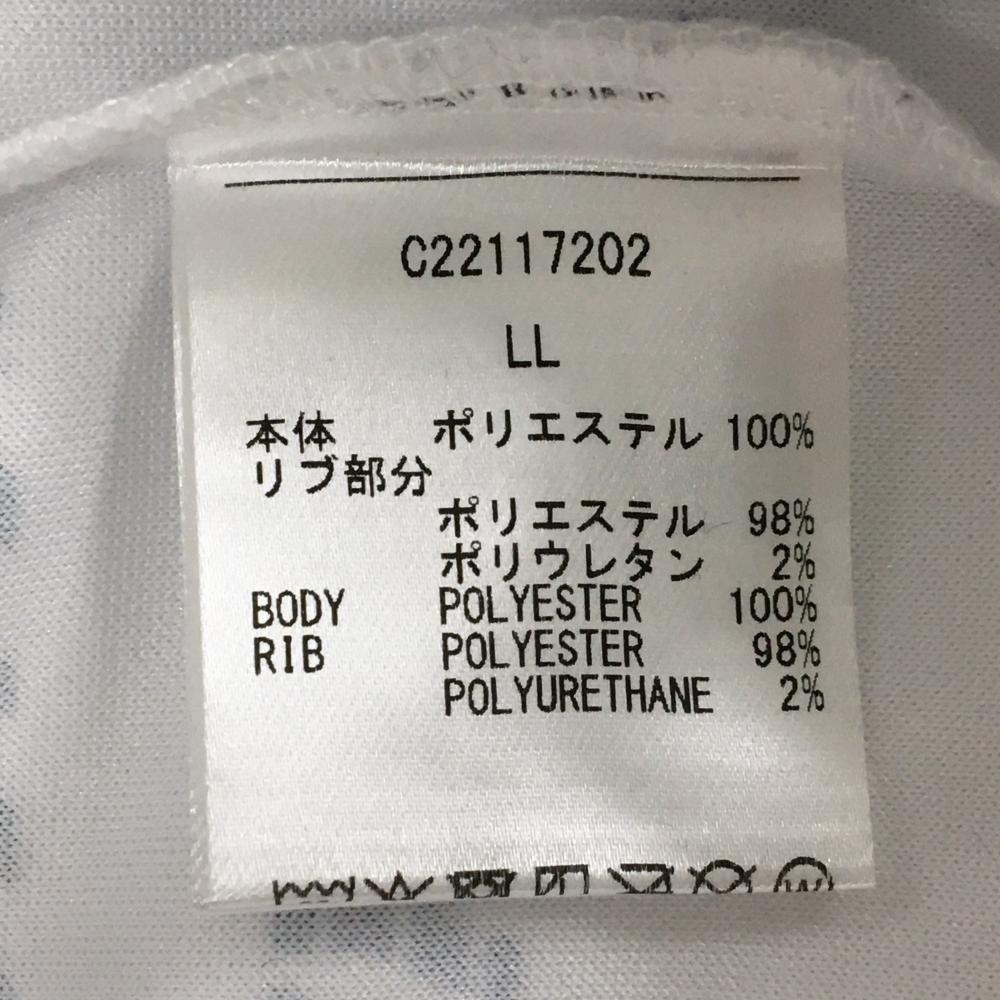 C22117202
LL
本体 ポリエステル 100%
リブ部分
ポリエステル 98%
ポリウレタン 2%
BODY POLYESTER 100%
RIB POLYESTER 98%
POLYURETHANE 2%